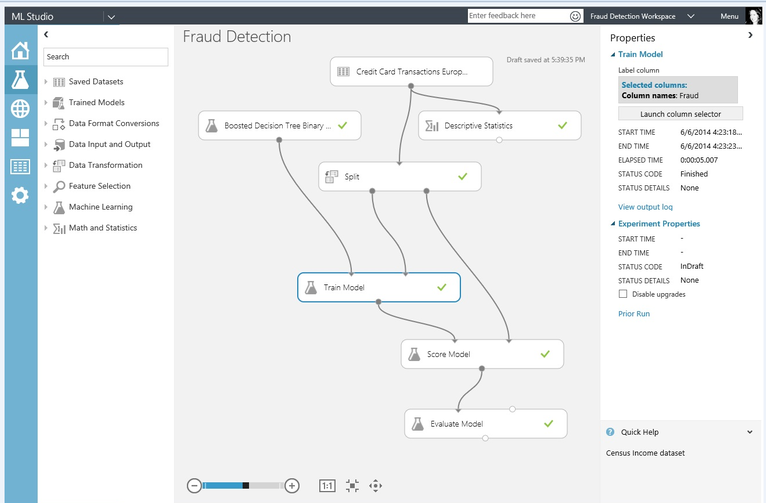 ML Studio
Enter feedback here
Fraud Detection Workspace
Menu
Search
Saved Datasets
Trained Models
Data Format Conversions
Data Input and Output
Data Transformation
Feature Selection
Machine Learning
Math and Statistics
Fraud Detection
Draft saved at 5:39:35 PM
Credit Card Transactions Europ...
Boosted Decision Tree Binary ...
Descriptive Statistics
Split
Train Model
Score Model
Evaluate Model
1:1
Properties
Train Model
Label column
Selected columns:
Column names: Fraud
Launch column selector
START TIME 6/6/2014 4:23:18...
END TIME 6/6/2014 4:23:23...
ELAPSED TIME 0:00:05.007
STATUS CODE Finished
STATUS DETAILS None
View output log
Experiment Properties
START TIME -
END TIME -
STATUS CODE InDraft
STATUS DETAILS None
Disable upgrades
Prior Run
Quick Help
Census Income dataset